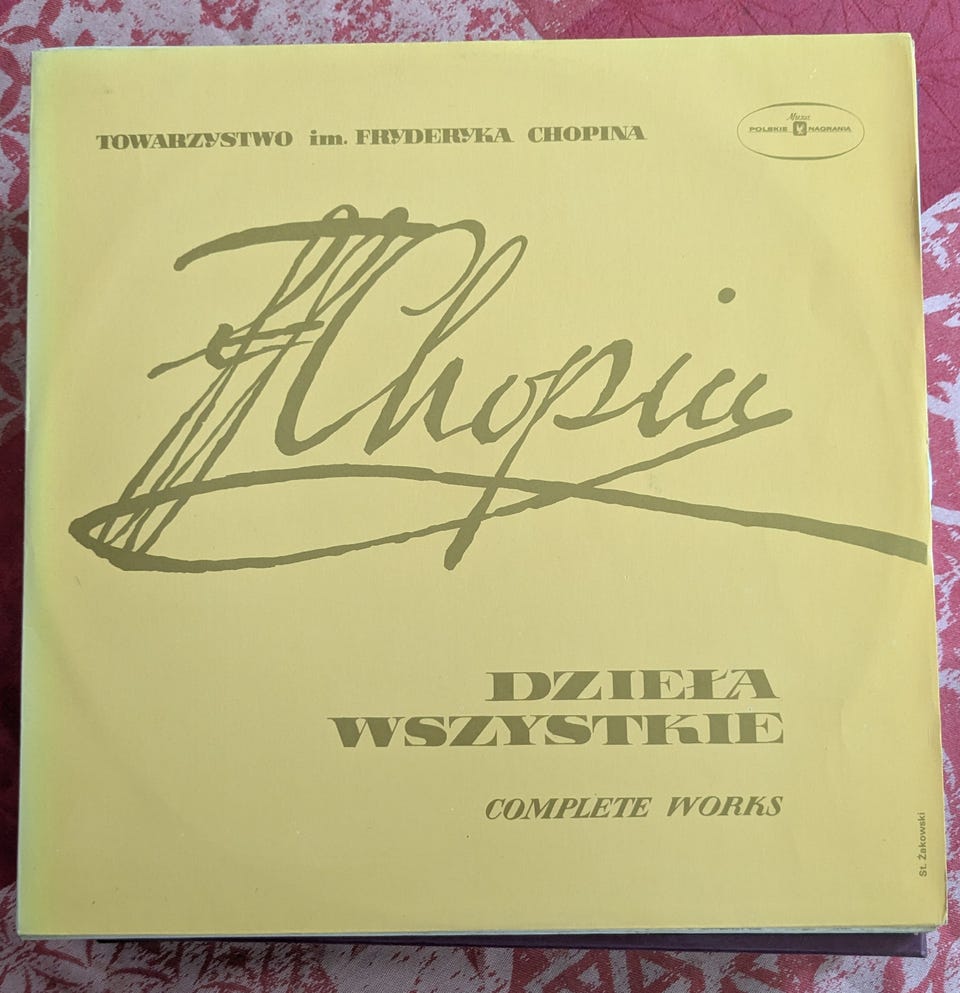 TOWARZYSTWO im. FRYDERYKA CHOPINA
Muza
POLSKIE NAGRANIA
FChopin
DZIEŁA
WSZYSTKIE
COMPLETE WORKS
St. Żakowski